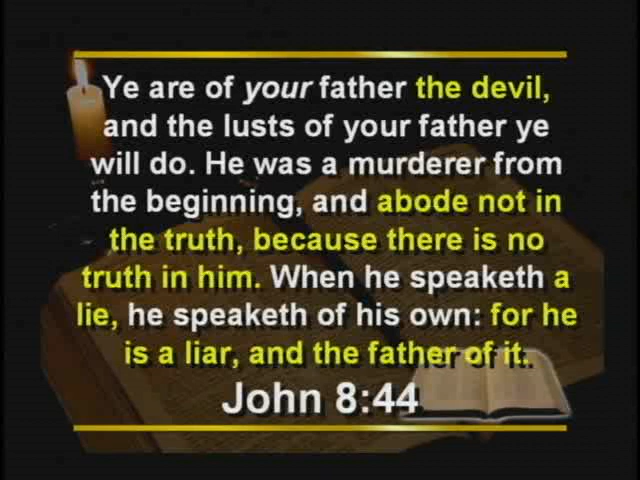 Ye are of your father the devil,
and the lusts of your father ye
will do. He was a murderer from
the beginning, and abode not in
the truth, because there is no
truth in him. When he speaketh a
lie, he speaketh of his own: for he
is a liar, and the father of it.
John 8:44